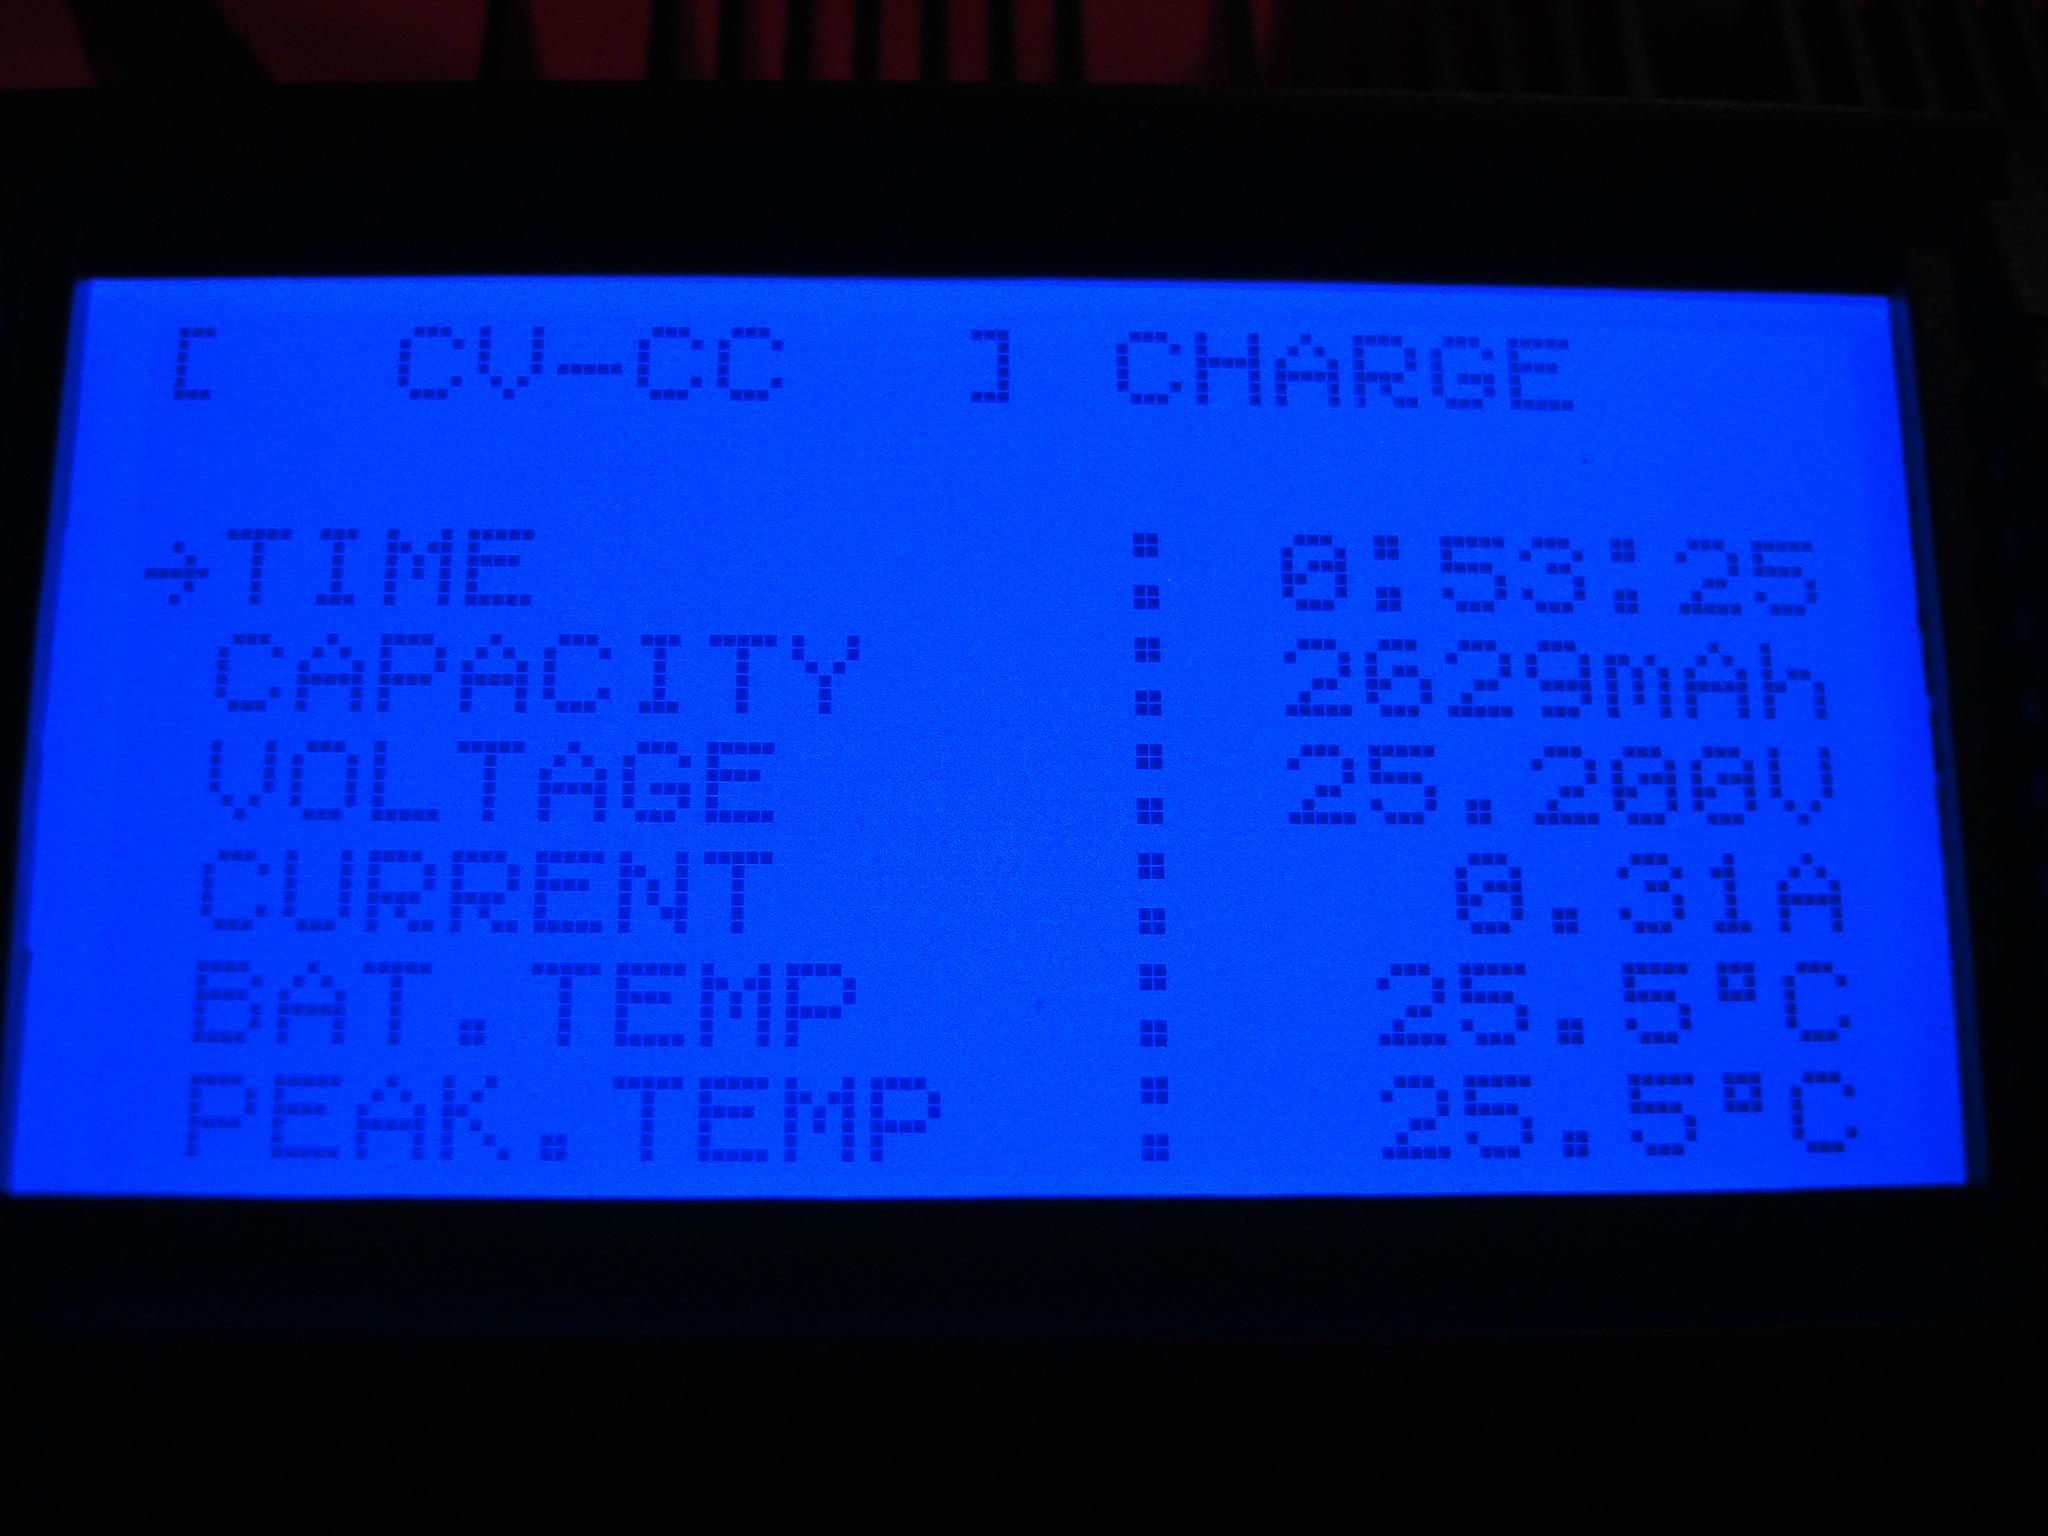 [  CV-CC  ] CHARGE
→TIME : 0:53:25
CAPACITY : 2629mAh
VOLTAGE : 25.200V
CURRENT : 0.31A
BAT.TEMP : 25.5°C
PEAK.TEMP : 25.5°C